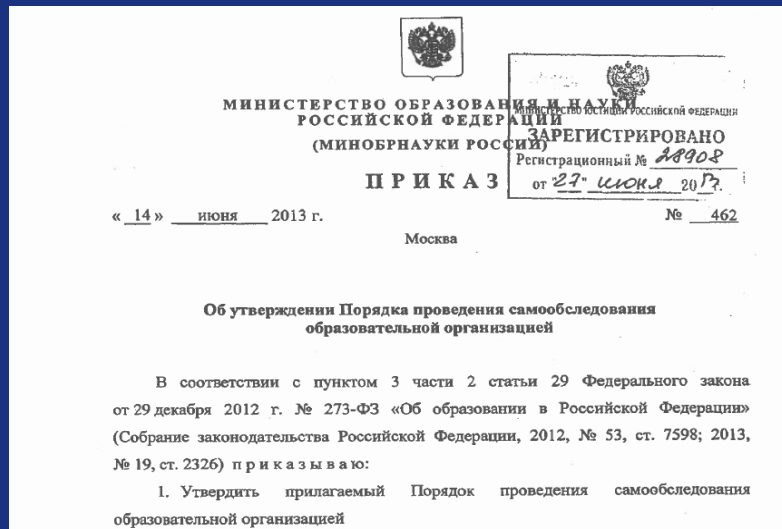 МИНИСТЕРСТВО ОБРАЗОВАНИЯ И НАУКИ
РОССИЙСКОЙ ФЕДЕРАЦИИ
(МИНОБРНАУКИ РОССИИ)
МИНИСТЕРСТВО ЮСТИЦИИ РОССИЙСКОЙ ФЕДЕРАЦИИ
ЗАРЕГИСТРИРОВАНО
Регистрационный № 28908
от "27" июня 2013.
ПРИКАЗ
« 14 » июня 2013 г.
№ 462
Москва
Об утверждении Порядка проведения самообследования
образовательной организацией
В соответствии с пунктом 3 части 2 статьи 29 Федерального закона
от 29 декабря 2012 г. № 273-ФЗ «Об образовании в Российской Федерации»
(Собрание законодательства Российской Федерации, 2012, № 53, ст. 7598; 2013,
№ 19, ст. 2326) приказываю:
1. Утвердить прилагаемый Порядок проведения самообследования
образовательной организацией